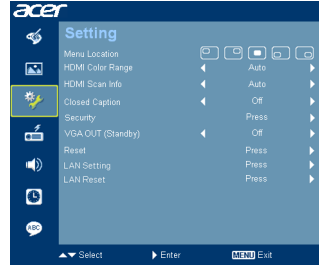 acer
Setting
Menu Location
HDMI Color Range Auto
HDMI Scan Info Auto
Closed Caption Off
Security Press
VGA OUT (Standby) Off
Reset Press
LAN Setting Press
LAN Reset Press
ABC
Select Enter MENU Exit